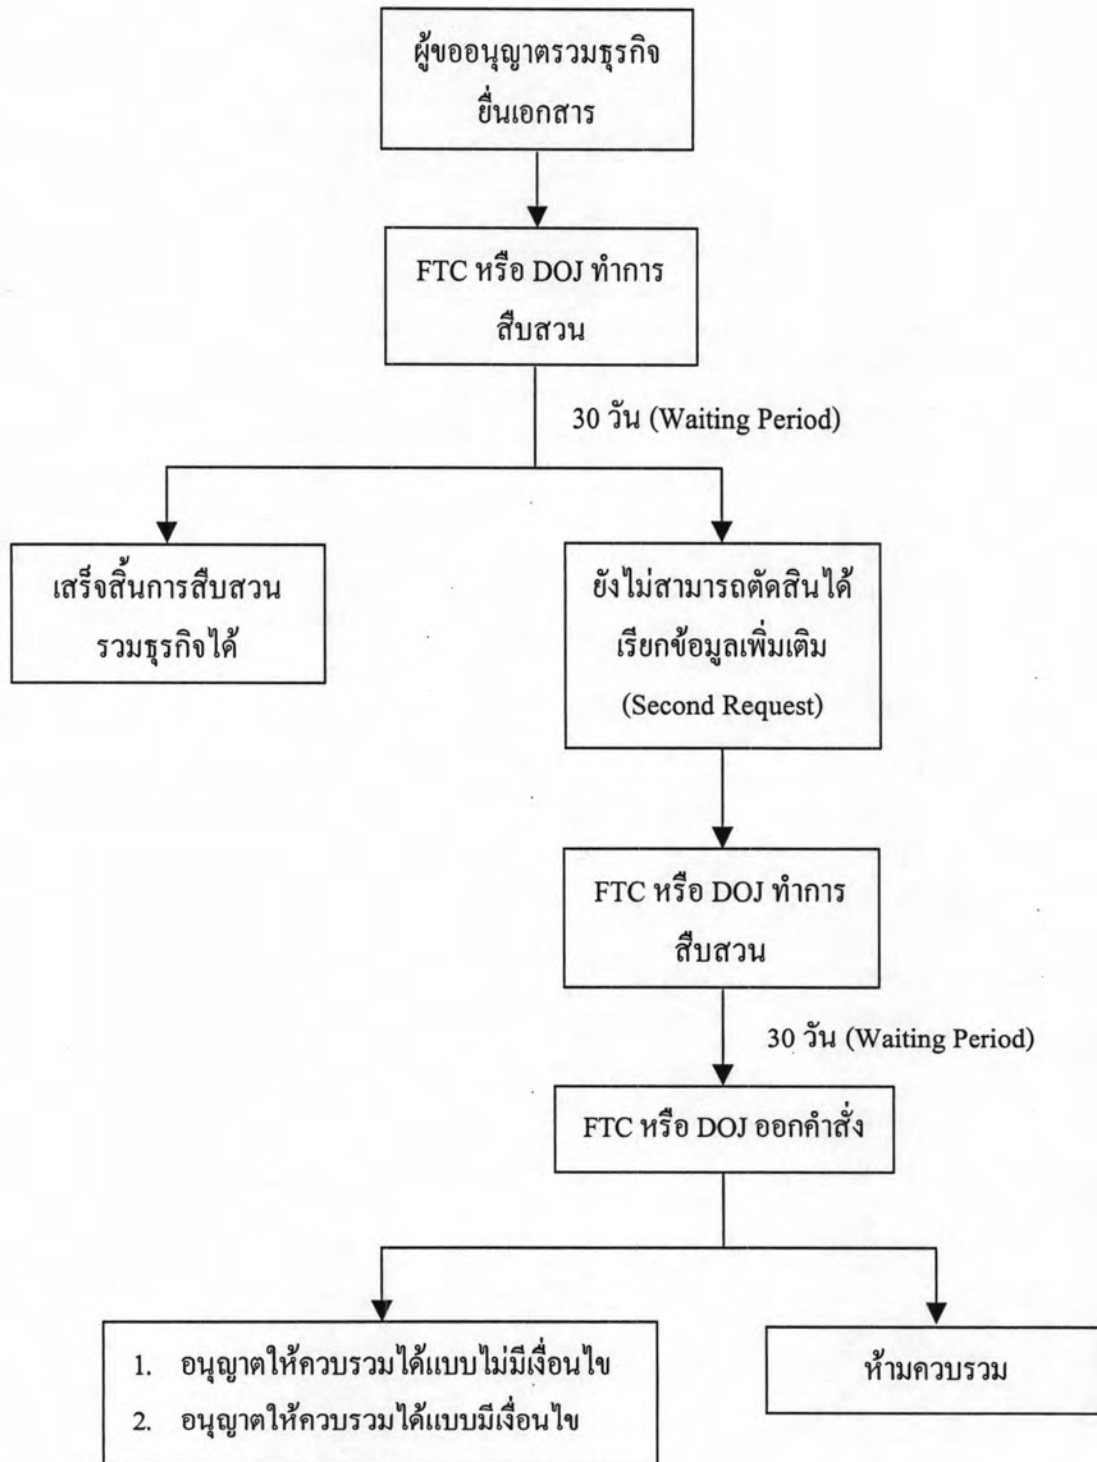 ผู้ขออนุญาตรวมธุรกิจ
ยื่นเอกสาร
FTC หรือ DOJ ทำการ
สืบสวน
30 วัน (Waiting Period)
เสร็จสิ้นการสืบสวน
รวมธุรกิจได้
ยังไม่สามารถตัดสินได้
เรียกข้อมูลเพิ่มเติม
(Second Request)
FTC หรือ DOJ ทำการ
สืบสวน
30 วัน (Waiting Period)
FTC หรือ DOJ ออกคำสั่ง
1. อนุญาตให้ควบรวมได้แบบไม่มีเงื่อนไข
2. อนุญาตให้ควบรวมได้แบบมีเงื่อนไข
ห้ามควบรวม